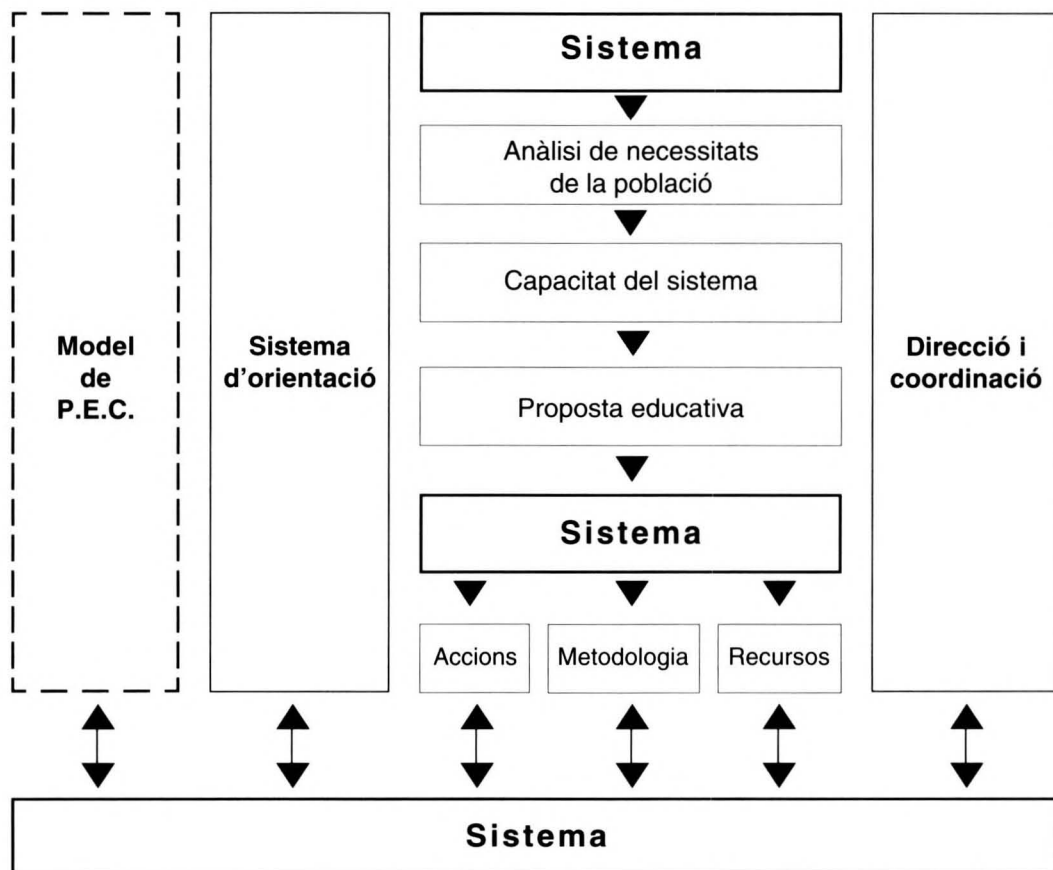 Model
de
P.E.C.
Sistema
d'orientació
Sistema
Anàlisi de necessitats
de la població
Capacitat del sistema
Proposta educativa
Sistema
Accions
Metodologia
Recursos
Direcció i
coordinació
Sistema